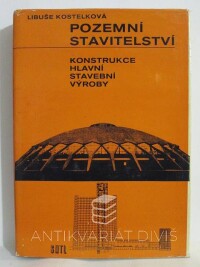 LIBUŠE KOSTELKOVÁ
POZEMNÍ
STAVITELSTVÍ
KONSTRUKCE
HLAVNÍ
STAVEBNÍ
VÝROBY
ANTIKVARIÁT DIVIŠ
SNTL